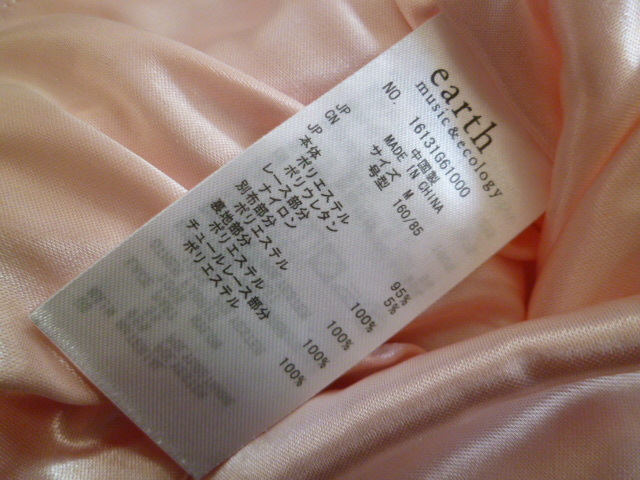 earth
music&ecology
NO. 16131G61000
中国製
MADE IN CHINA
JP サイズ M
CN 号型 160/85
JP
本体
ポリエステル 95%
ポリウレタン 5%
レース部分
ナイロン 100%
別布部分
ポリエステル 100%
裏地部分
ポリエステル 100%
チュールレース部分
ポリエステル 100%